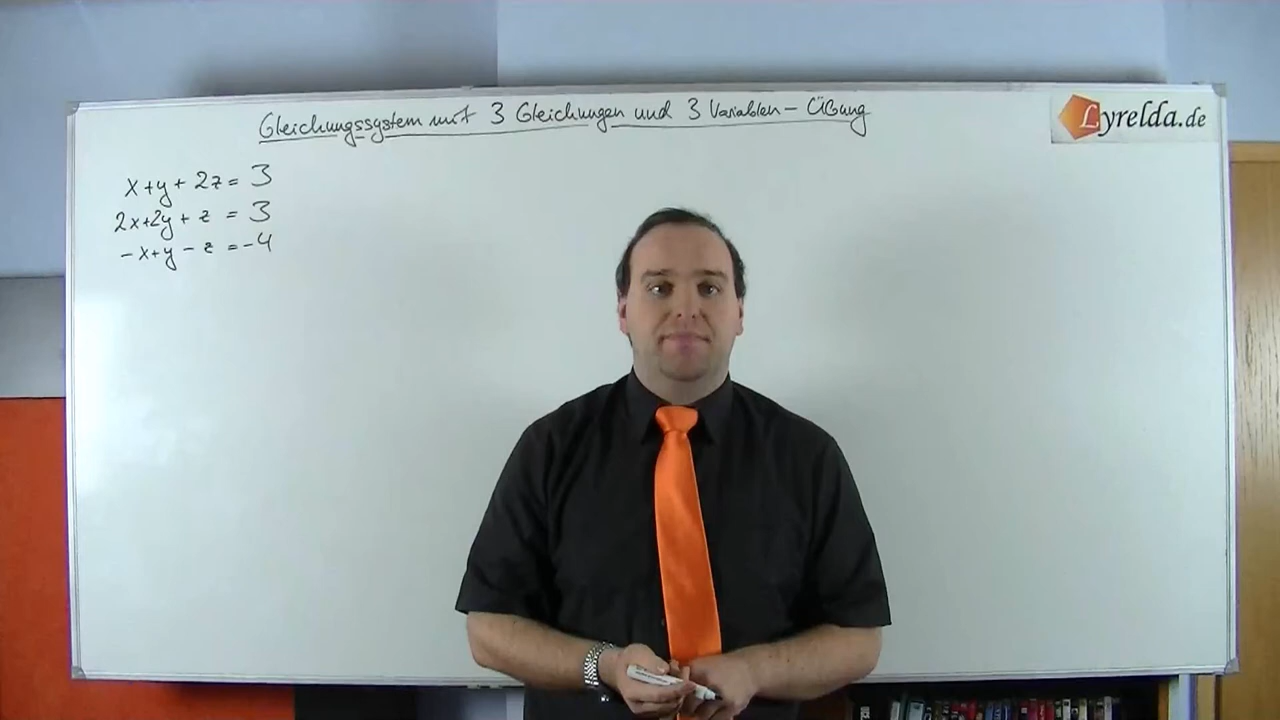 Gleichungssystem mit 3 Gleichungen und 3 Variablen – Übung
Lyrelda.de
x+y+2z=3
2x+2y+z=3
-x+y-z=-4